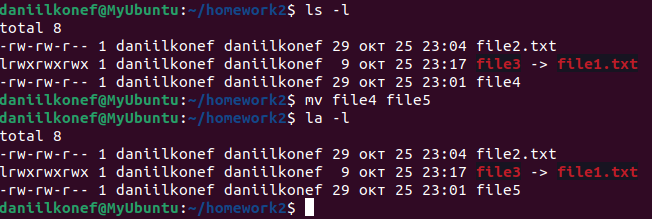 daniilkonef@MyUbuntu:~/homework2$ ls -l
total 8
-rw-rw-r-- 1 daniilkonef daniilkonef 29 окт 25 23:04 file2.txt
lrwxrwxrwx 1 daniilkonef daniilkonef  9 окт 25 23:17 file3 -> file1.txt
-rw-rw-r-- 1 daniilkonef daniilkonef 29 окт 25 23:01 file4
daniilkonef@MyUbuntu:~/homework2$ mv file4 file5
daniilkonef@MyUbuntu:~/homework2$ la -l
total 8
-rw-rw-r-- 1 daniilkonef daniilkonef 29 окт 25 23:04 file2.txt
lrwxrwxrwx 1 daniilkonef daniilkonef  9 окт 25 23:17 file3 -> file1.txt
-rw-rw-r-- 1 daniilkonef daniilkonef 29 окт 25 23:01 file5
daniilkonef@MyUbuntu:~/homework2$